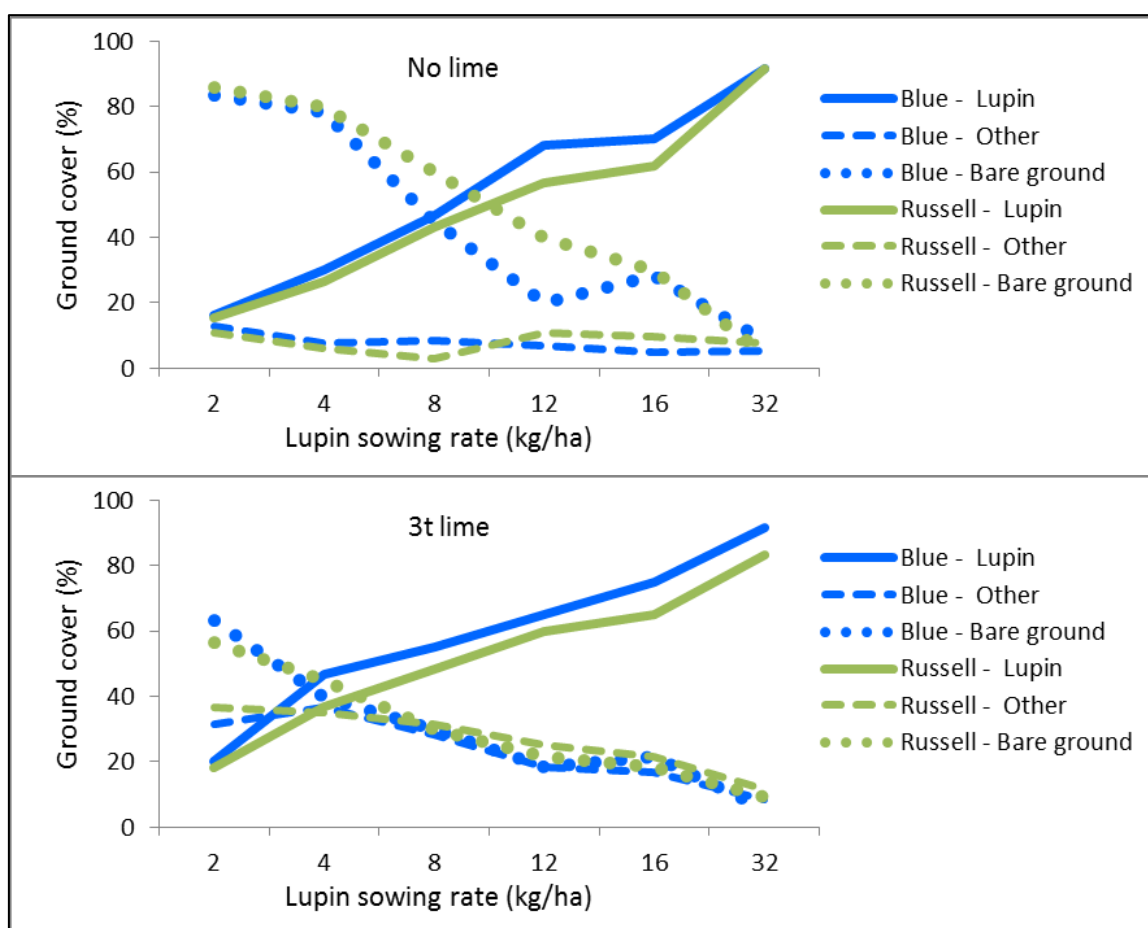 No lime
Ground cover (%)
100
80
60
40
20
0
2 4 8 12 16 32
Lupin sowing rate (kg/ha)
Blue - Lupin
Blue - Other
Blue - Bare ground
Russell - Lupin
Russell - Other
Russell - Bare ground
3t lime
Ground cover (%)
100
80
60
40
20
0
2 4 8 12 16 32
Lupin sowing rate (kg/ha)
Blue - Lupin
Blue - Other
Blue - Bare ground
Russell - Lupin
Russell - Other
Russell - Bare ground